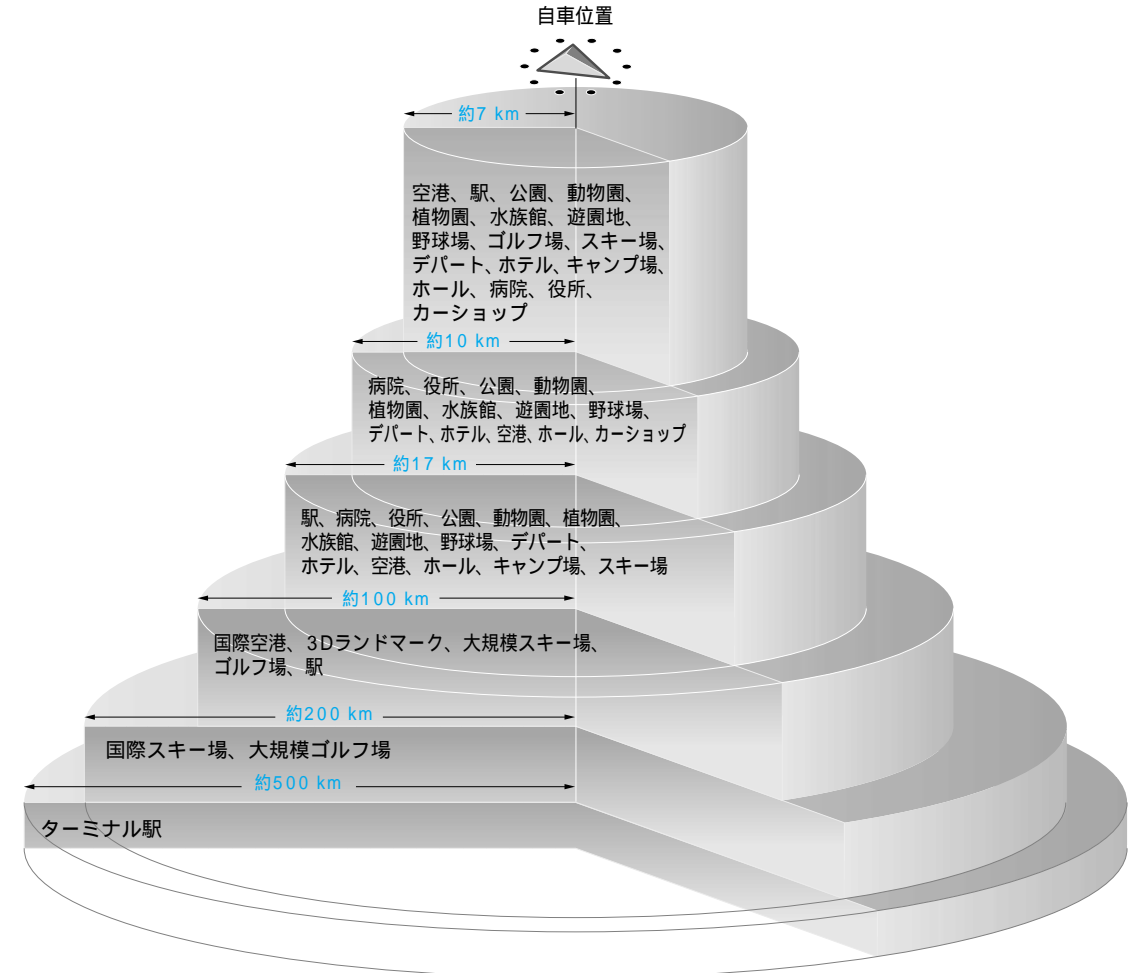 自車位置
約7 km
空港、駅、公園、動物園、
植物園、水族館、遊園地、
野球場、ゴルフ場、スキー場、
デパート、ホテル、キャンプ場、
ホール、病院、役所、
カーショップ
約10 km
病院、役所、公園、動物園、
植物園、水族館、遊園地、野球場、
デパート、ホテル、空港、ホール、カーショップ
約17 km
駅、病院、役所、公園、動物園、植物園、
水族館、遊園地、野球場、デパート、
ホテル、空港、ホール、キャンプ場、スキー場
約100 km
国際空港、3Dランドマーク、大規模スキー場、
ゴルフ場、駅
約200 km
国際スキー場、大規模ゴルフ場
約500 km
ターミナル駅